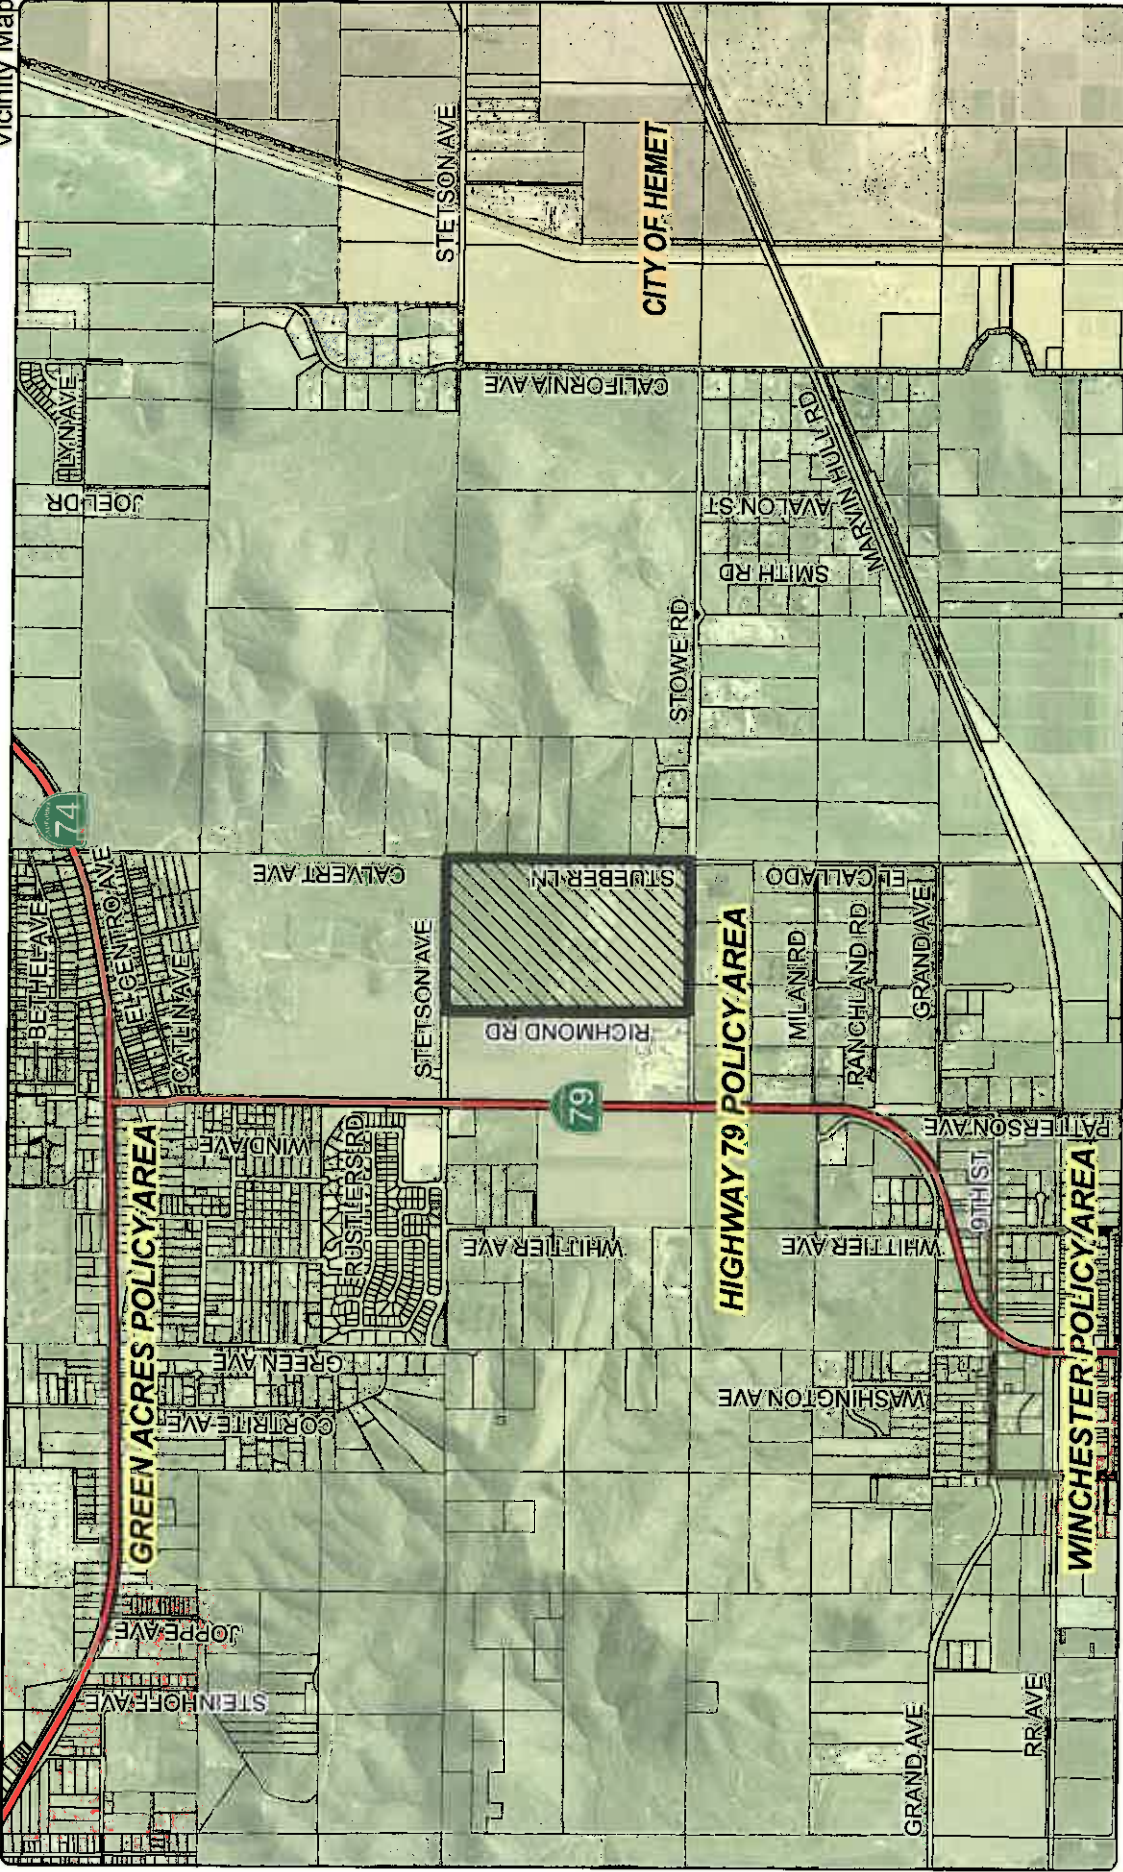 Vicinity Map
BETHEL AVE
EL CENTRO AVE
CATLIN AVE
CALIFORNIA
74
JOEL DR
LYN AVE
STEINHOFF AVE
JOPPE AVE
GREEN ACRES POLICY AREA
CORTRITE AVE
GREEN AVE
WIND AVE
RUSTLERS RD
CALVERT AVE
STETSON AVE
STETSON AVE
79
RICHMOND RD
STUEBER LN
CALIFORNIA AVE
CITY OF HEMET
WHITTIER AVE
STOWE RD
HIGHWAY 79 POLICY AREA
WASHINGTON AVE
WHITTIER AVE
MILAN RD
RANCHLAND RD
EL CALLADO
GRAND AVE
SMITH RD
AVALON ST
MARVIN HULL RD
GRAND AVE
RR AVE
9TH ST
PATTERSON AVE
WINCHESTER POLICY AREA